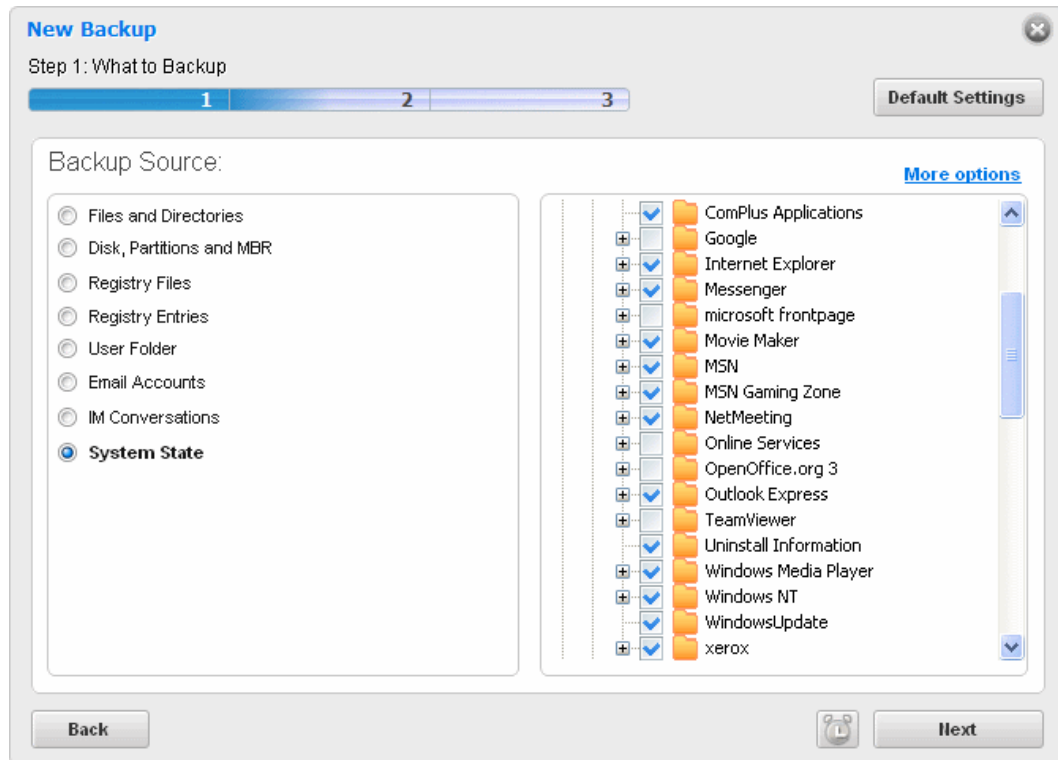 New Backup
Step 1: What to Backup
1 2 3
Default Settings
Backup Source:
More options
Files and Directories
Disk, Partitions and MBR
Registry Files
Registry Entries
User Folder
Email Accounts
IM Conversations
System State
ComPlus Applications
Google
Internet Explorer
Messenger
microsoft frontpage
Movie Maker
MSN
MSN Gaming Zone
NetMeeting
Online Services
OpenOffice.org 3
Outlook Express
TeamViewer
Uninstall Information
Windows Media Player
Windows NT
WindowsUpdate
xerox
Back
Next